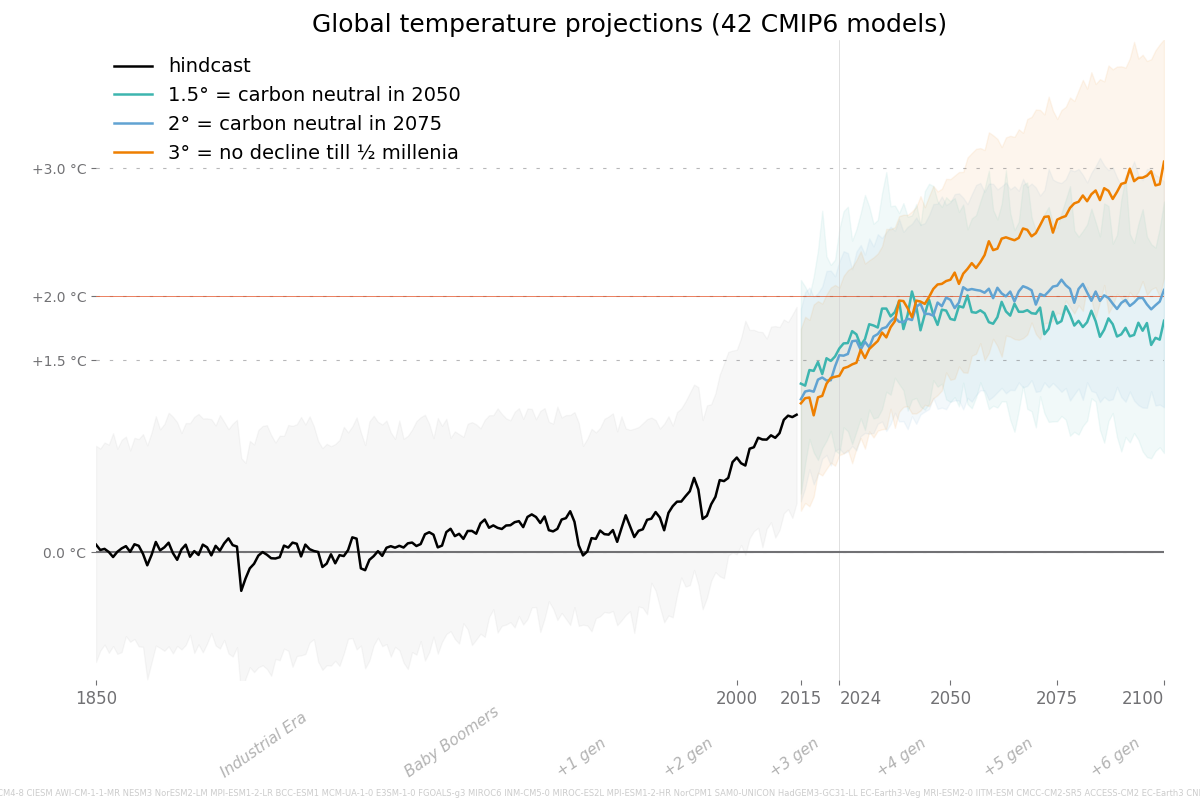 Global temperature projections (42 CMIP6 models)
hindcast
1.5° = carbon neutral in 2050
2° = carbon neutral in 2075
3° = no decline till ½ millenia
+3.0 °C
+2.0 °C
+1.5 °C
0.0 °C
1850 2000 2015 2024 2050 2075 2100
Industrial Era Baby Boomers +1 gen +2 gen +3 gen +4 gen +5 gen +6 gen
CM4-8 CIESM AWI-CM-1-1-MR NESM3 NorESM2-LM MPI-ESM1-2-LR BCC-ESM1 MCM-UA-1-0 E3SM-1-0 FGOALS-g3 MIROC6 INM-CM5-0 MIROC-ES2L MPI-ESM1-2-HR NorCPM1 SAM0-UNICON HadGEM3-GC31-LL EC-Earth3-Veg MRI-ESM2-0 IITM-ESM CMCC-CM2-SR5 ACCESS-CM2 EC-Earth3